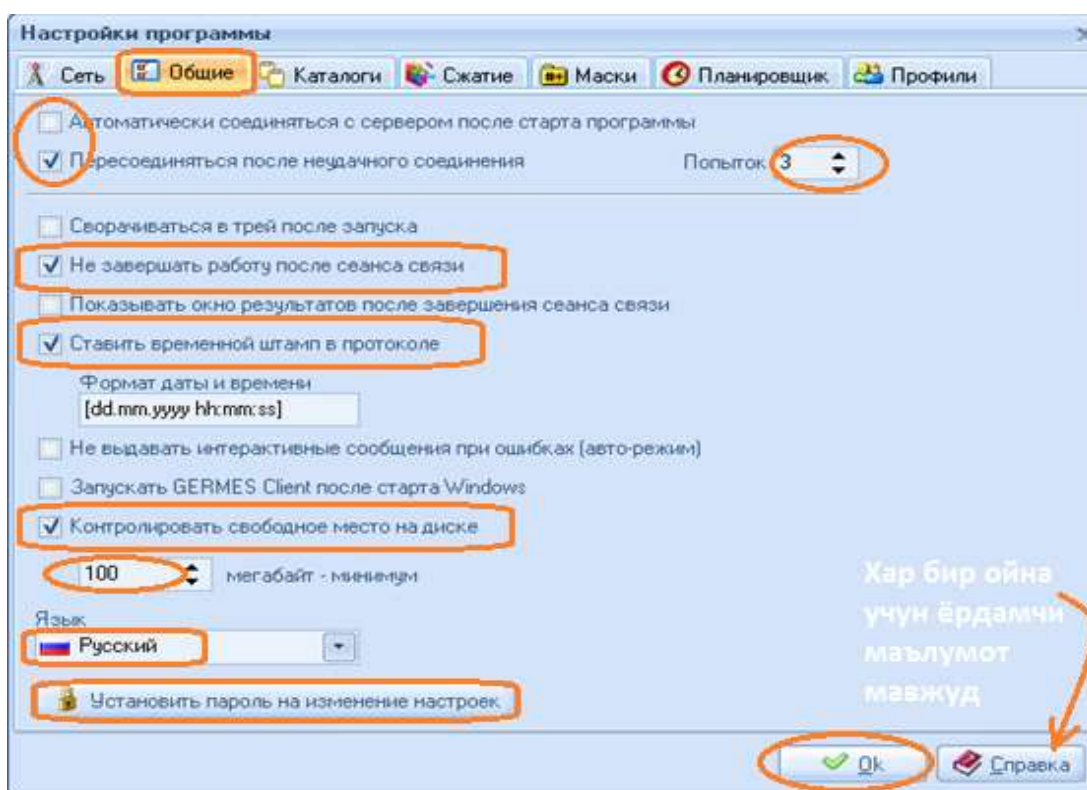 Настройки программы
Сеть Общие Каталоги Сжатие Маски Планировщик Профили
Автоматически соединяться с сервером после старта программы
Пересоединяться после неудачного соединения Попыток 3
Сворачиваться в трей после запуска
Не завершать работу после сеанса связи
Показывать окно результатов после завершения сеанса связи
Ставить временной штамп в протоколе
Формат даты и времени
[dd.mm.yyyy hh:mm:ss]
Не выдавать интерактивные сообщения при ошибках (авто-режим)
Запускать GERMES Client после старта Windows
Контролировать свободное место на диске
100 мегабайт - минимум
Язык
Русский
Установить пароль на изменение настроек
Хар бир ойна
учун ёрдамчи
маълумот
мавжуд
Ok Справка